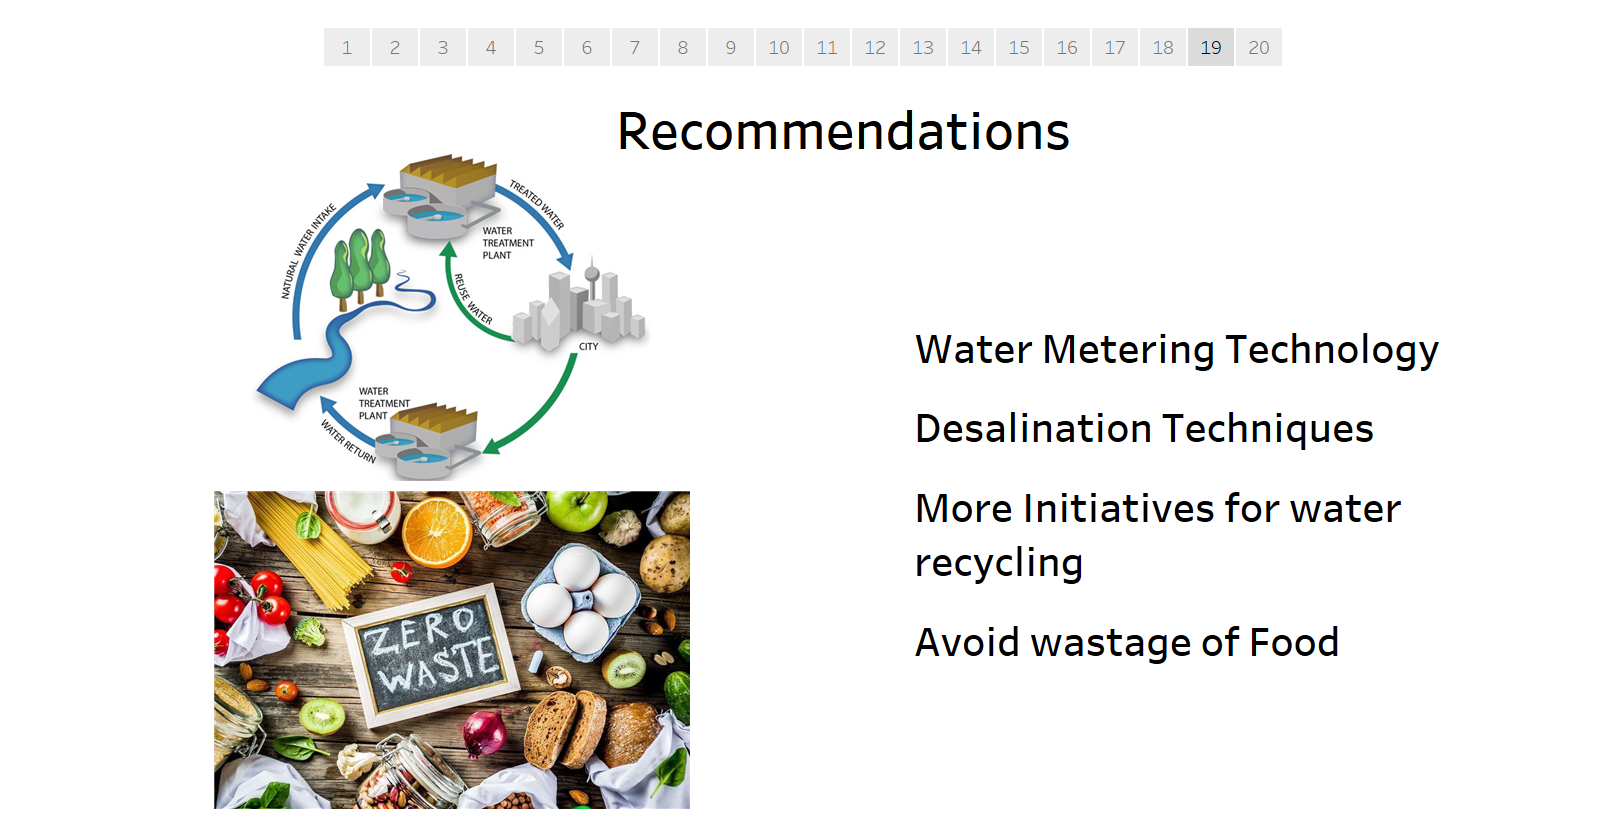 1 2 3 4 5 6 7 8 9 10 11 12 13 14 15 16 17 18 19 20
Recommendations
NATURAL WATER INTAKE
TREATED WATER
WATER
TREATMENT
PLANT
REUSE WATER
CITY
WATER
TREATMENT
PLANT
WATER RETURN
Water Metering Technology
Desalination Techniques
More Initiatives for water
recycling
Avoid wastage of Food
ZERO
WASTE